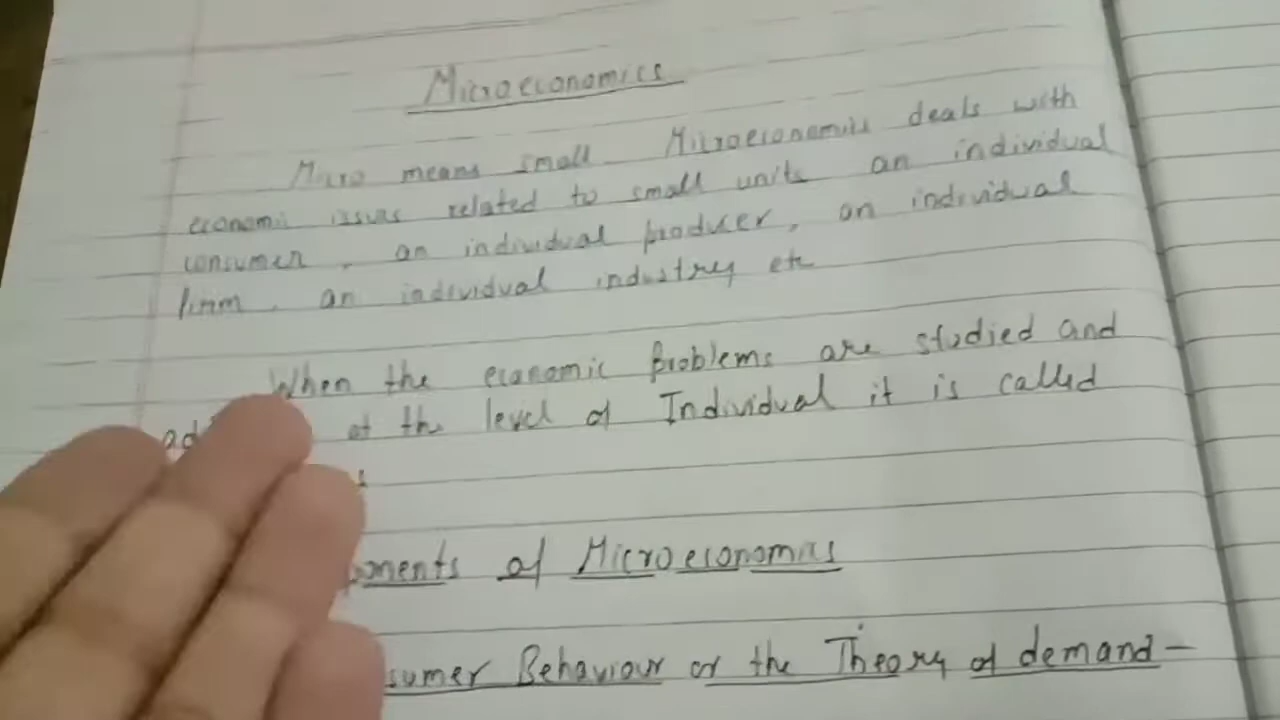 Microeconomics
Micro means small Microeconomics deals with
economic issues related to small units an individual
consumer, an individual producer, an individual
firm, an individual industry etc
When the economic problems are studied and
at the level of Individual it is called
of Microeconomics
Behaviour or the Theory of demand-